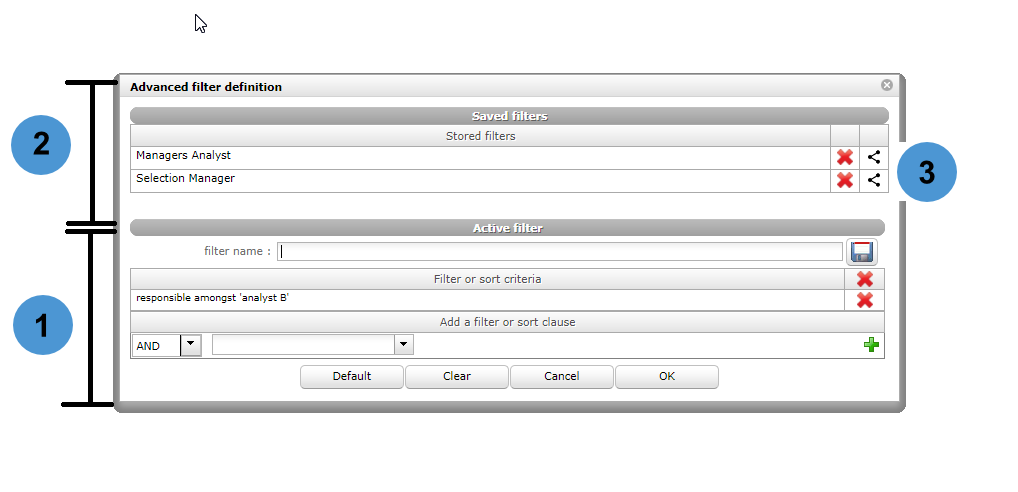 Advanced filter definition
Saved filters
Stored filters
Managers Analyst
Selection Manager
2
3
Active filter
filter name :
Filter or sort criteria
responsible amongst 'analyst B'
Add a filter or sort clause
1
AND
Default Clear Cancel OK